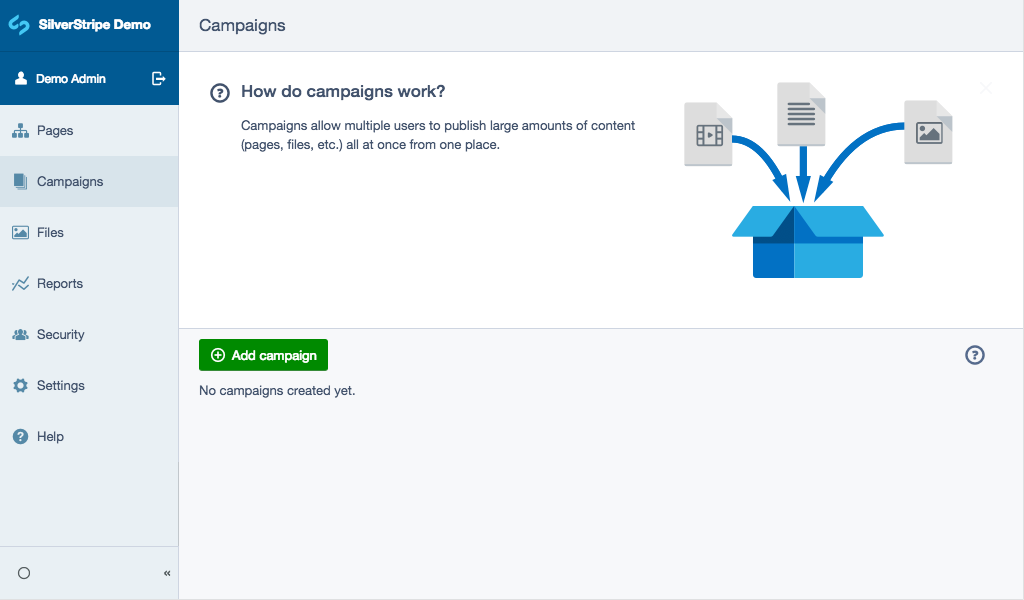 SilverStripe Demo
Campaigns
Demo Admin
Pages
Campaigns
Files
Reports
Security
Settings
Help
How do campaigns work?
Campaigns allow multiple users to publish large amounts of content
(pages, files, etc.) all at once from one place.
Add campaign
No campaigns created yet.
«